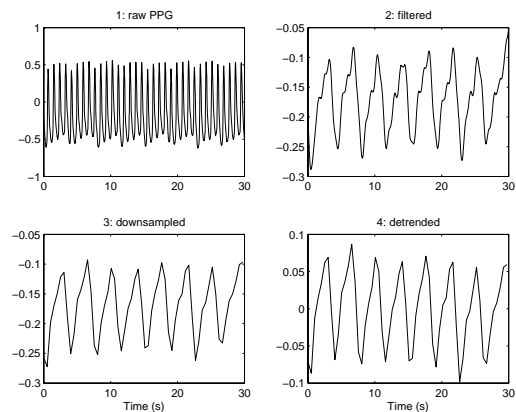 1: raw PPG
1
0.5
0
−0.5
−1
0 10 20 30
2: filtered
−0.05
−0.1
−0.15
−0.2
−0.25
−0.3
0 10 20 30
3: downsampled
−0.05
−0.1
−0.15
−0.2
−0.25
−0.3
0 10 20 30
Time (s)
4: detrended
0.1
0.05
0
−0.05
−0.1
0 10 20 30
Time (s)